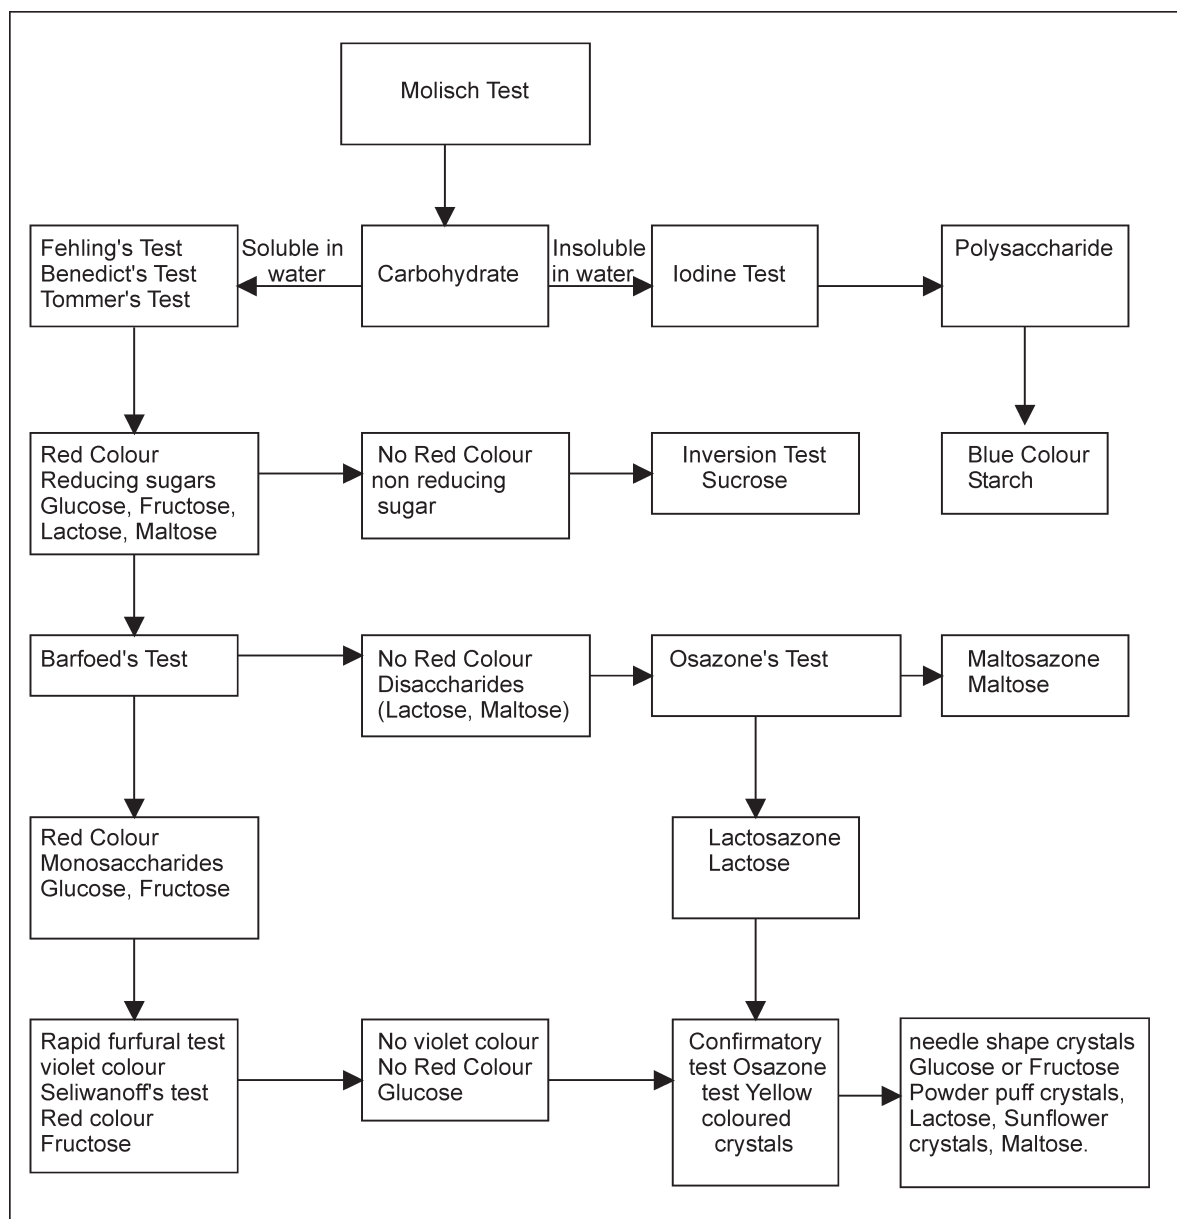 Molisch Test
Fehling's Test
Benedict's Test
Tommer's Test
Soluble in
water
Carbohydrate
Insoluble
in water
Iodine Test
Polysaccharide
Red Colour
Reducing sugars
Glucose, Fructose,
Lactose, Maltose
No Red Colour
non reducing
sugar
Inversion Test
Sucrose
Blue Colour
Starch
Barfoed's Test
No Red Colour
Disaccharides
(Lactose, Maltose)
Osazone's Test
Maltosazone
Maltose
Red Colour
Monosaccharides
Glucose, Fructose
Lactosazone
Lactose
Rapid furfural test
violet colour
Seliwanoff's test
Red colour
Fructose
No violet colour
No Red Colour
Glucose
Confirmatory
test Osazone
test Yellow
coloured
crystals
needle shape crystals
Glucose or Fructose
Powder puff crystals,
Lactose, Sunflower
crystals, Maltose.